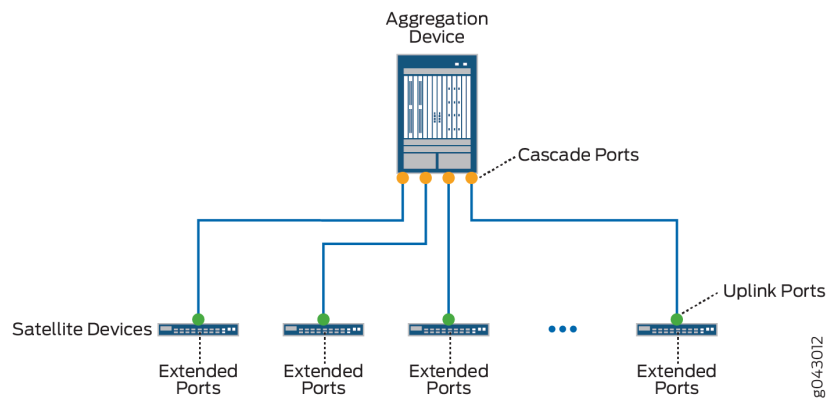 Aggregation
Device
Cascade Ports
Uplink Ports
Satellite Devices
Extended
Ports
Extended
Ports
Extended
Ports
Extended
Ports
g043012